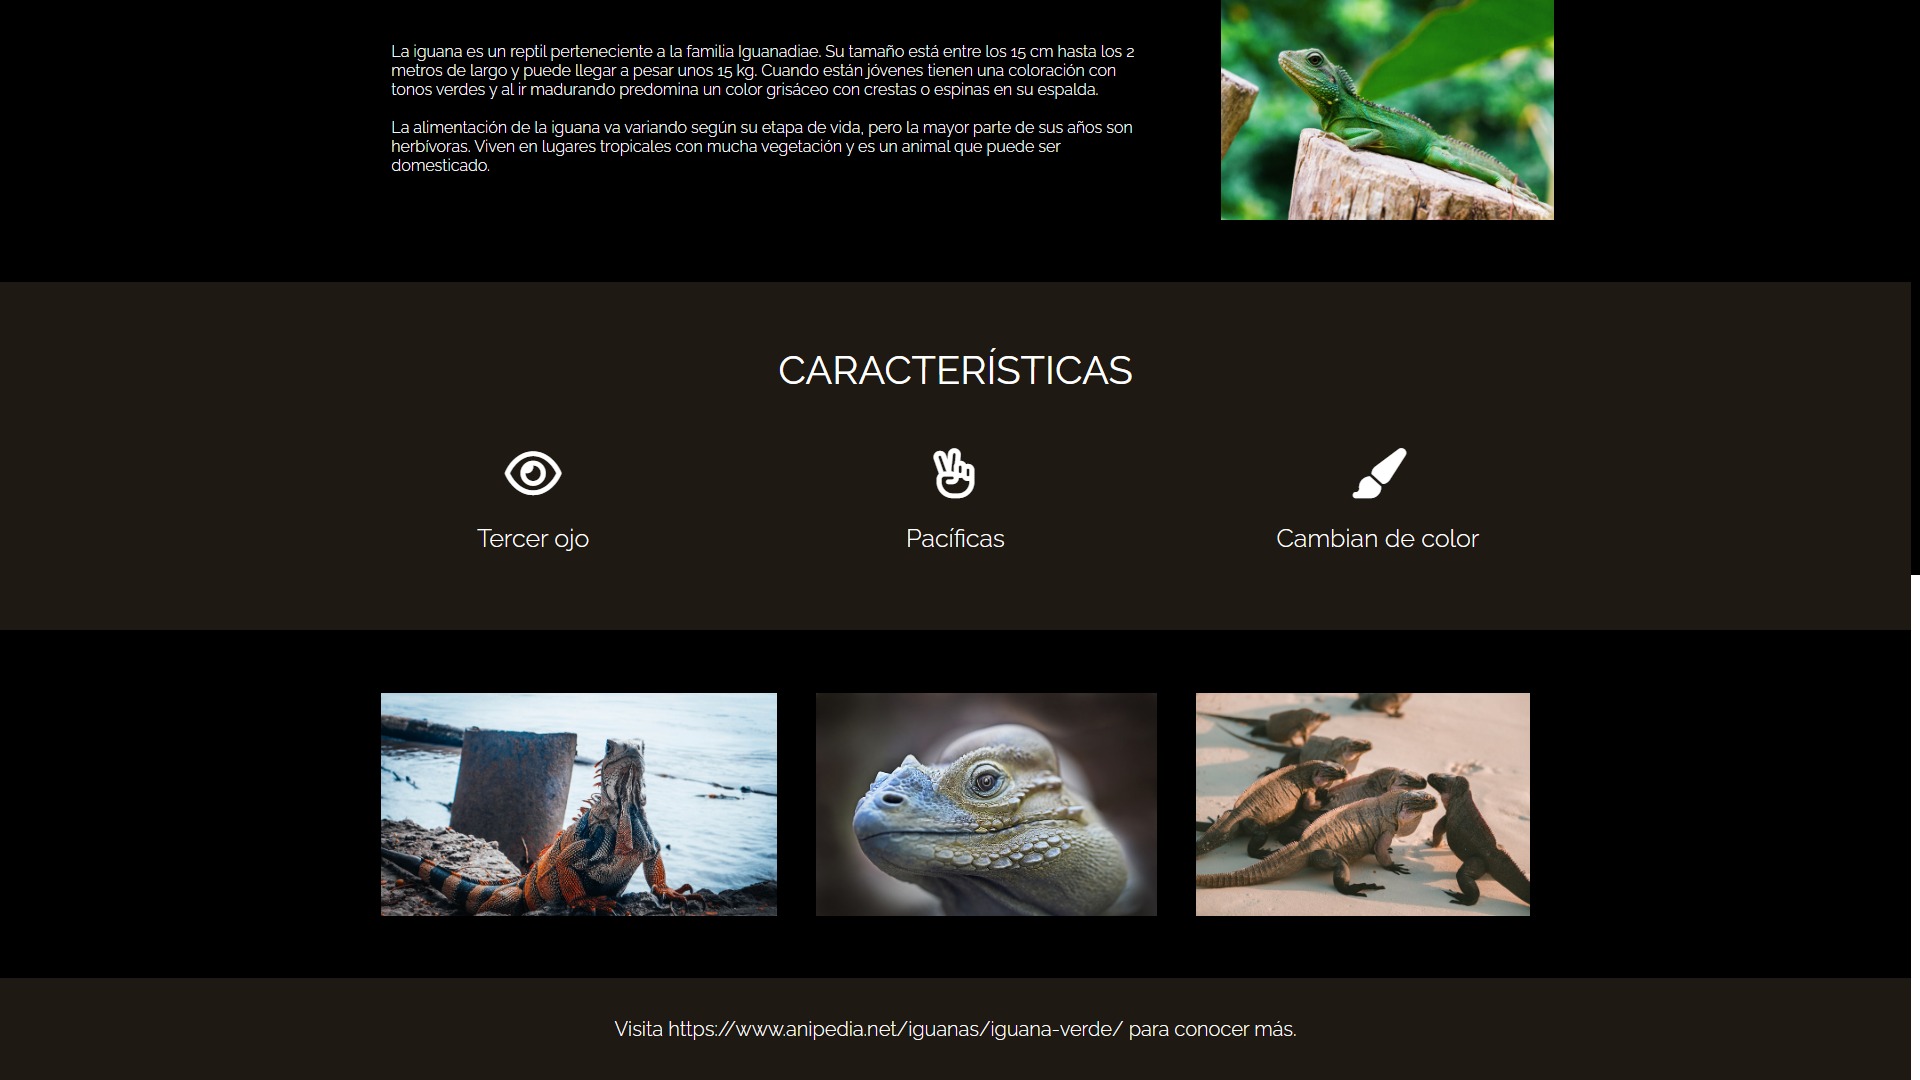 La iguana es un reptil perteneciente a la familia Iguanadiae. Su tamaño está entre los 15 cm hasta los 2
metros de largo y puede llegar a pesar unos 15 kg. Cuando están jóvenes tienen una coloración con
tonos verdes y al ir madurando predomina un color grisáceo con crestas o espinas en su espalda.
La alimentación de la iguana va variando según su etapa de vida, pero la mayor parte de sus años son
herbívoras. Viven en lugares tropicales con mucha vegetación y es un animal que puede ser
domesticado.
CARACTERÍSTICAS
Tercer ojo
Pacíficas
Cambian de color
Visita https://www.anipedia.net/iguanas/iguana-verde/ para conocer más.